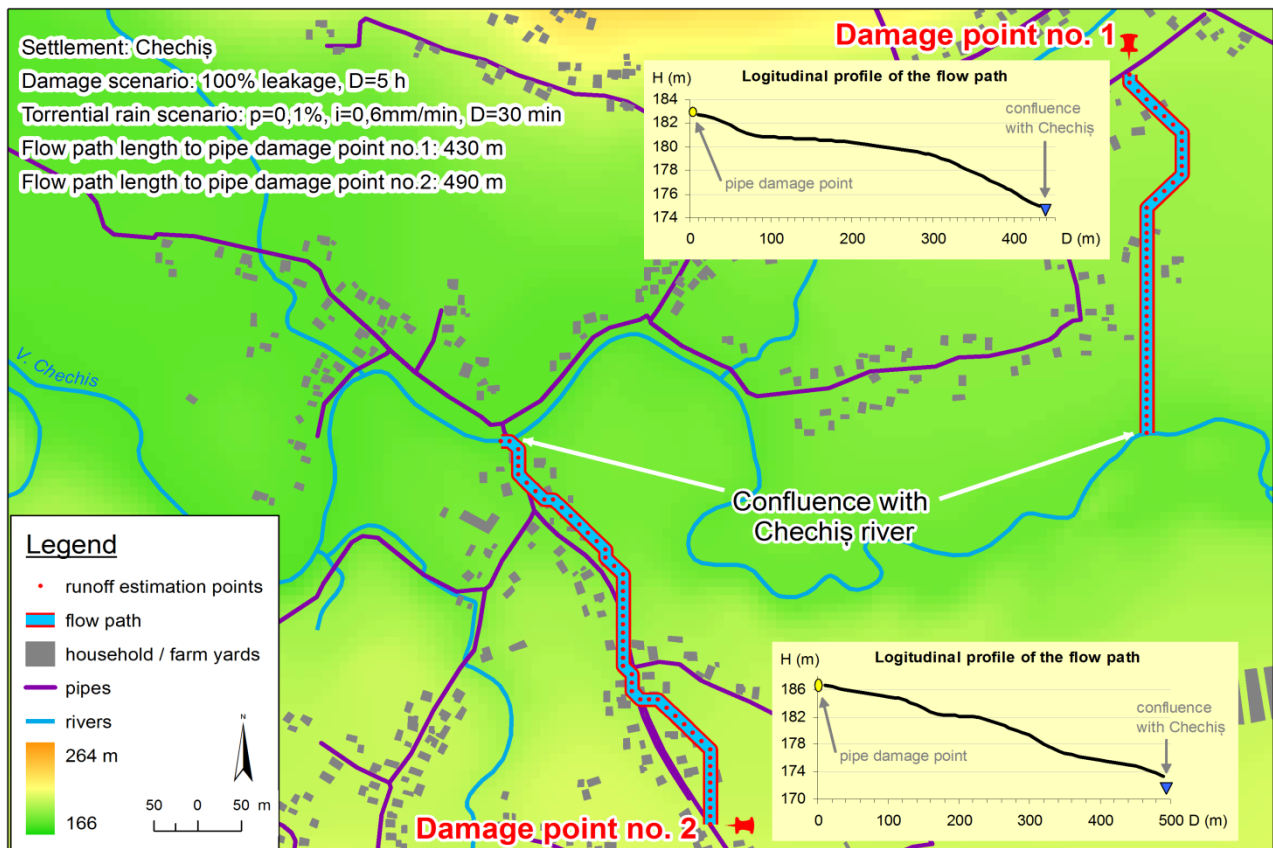 Settlement: Chechiș
Damage scenario: 100% leakage, D=5 h
Torrential rain scenario: p=0,1%, i=0,6mm/min, D=30 min
Flow path length to pipe damage point no.1: 430 m
Flow path length to pipe damage point no.2: 490 m
Damage point no. 1
H (m)
Logitudinal profile of the flow path
184
182
180
178
176
174
confluence
with Chechiș
pipe damage point
0
100
200
300
400
D (m)
V. Chechis
Confluence with
Chechiș river
Legend
runoff estimation points
flow path
household / farm yards
pipes
rivers
264 m
166
N
50
0
50 m
H (m)
Logitudinal profile of the flow path
186
182
178
174
170
confluence
with Chechiș
pipe damage point
0
100
200
300
400
500
D (m)
Damage point no. 2